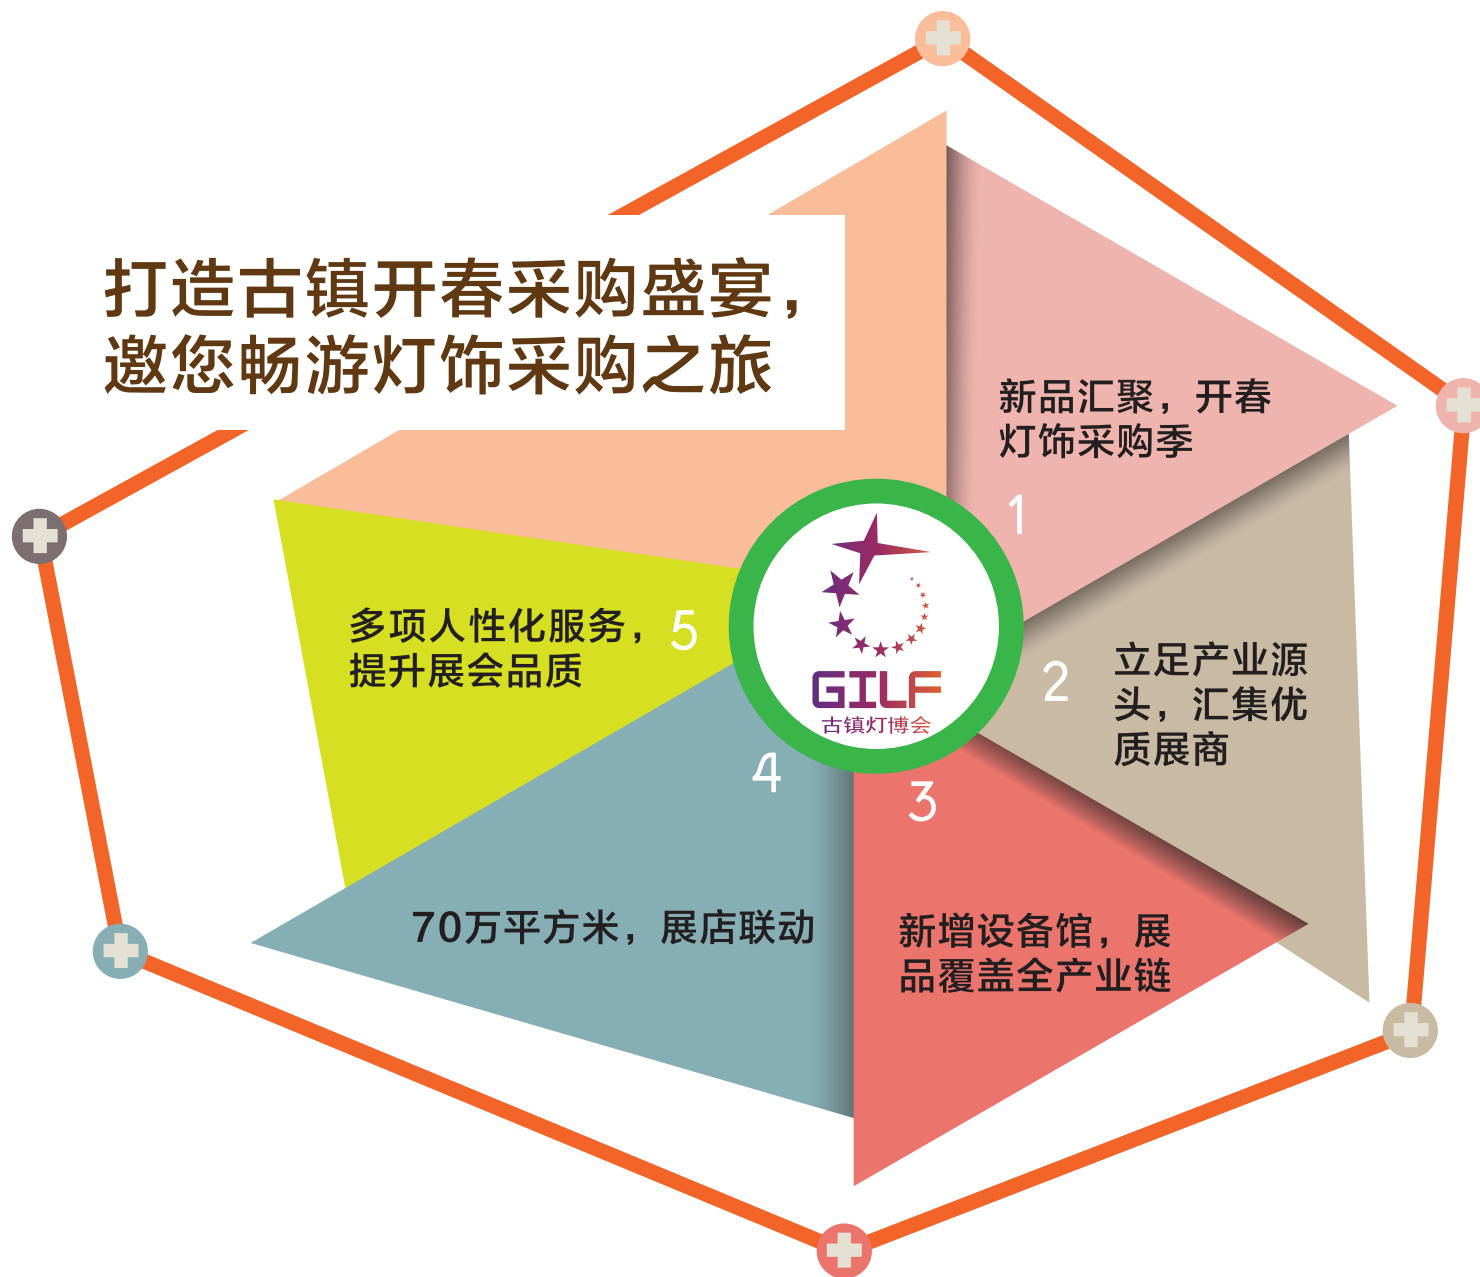 打造古镇开春采购盛宴，
邀您畅游灯饰采购之旅
新品汇聚，开春
灯饰采购季
1
2
立足产业源
头，汇集优
质展商
3
新增设备馆，展
品覆盖全产业链
4
70万平方米，展店联动
5
多项人性化服务，
提升展会品质
GILF
古镇灯博会